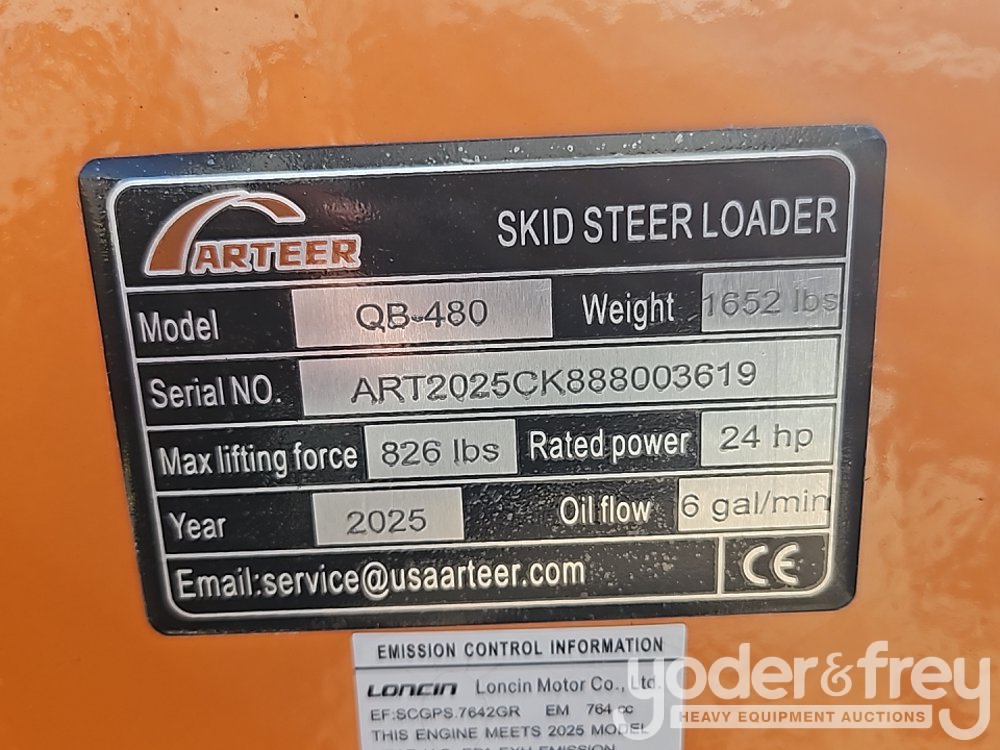 ARTEER SKID STEER LOADER
Model QB-480 Weight 1652 lbs
Serial NO. ART2025CK888003619
Max lifting force 826 lbs Rated power 24 hp
Year 2025 Oil flow 6 gal/min
Email:service@usaarteer.com CE
EMISSION CONTROL INFORMATION
LONCIN Loncin Motor Co., Ltd.
EF:SCGPS.7642GR EM 764 cc
THIS ENGINE MEETS 2025 MODEL
EMISSION
yoder&frey
HEAVY EQUIPMENT AUCTIONS